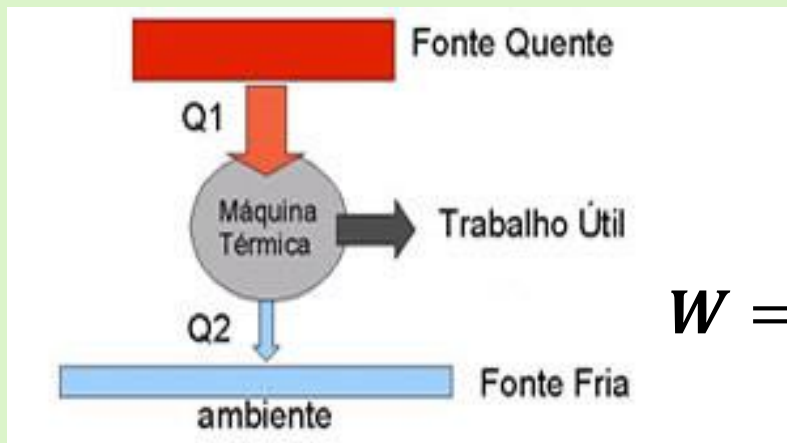 Fonte Quente
Q1
Máquina
Térmica
Trabalho Útil
W =
Q2
Fonte Fria
ambiente